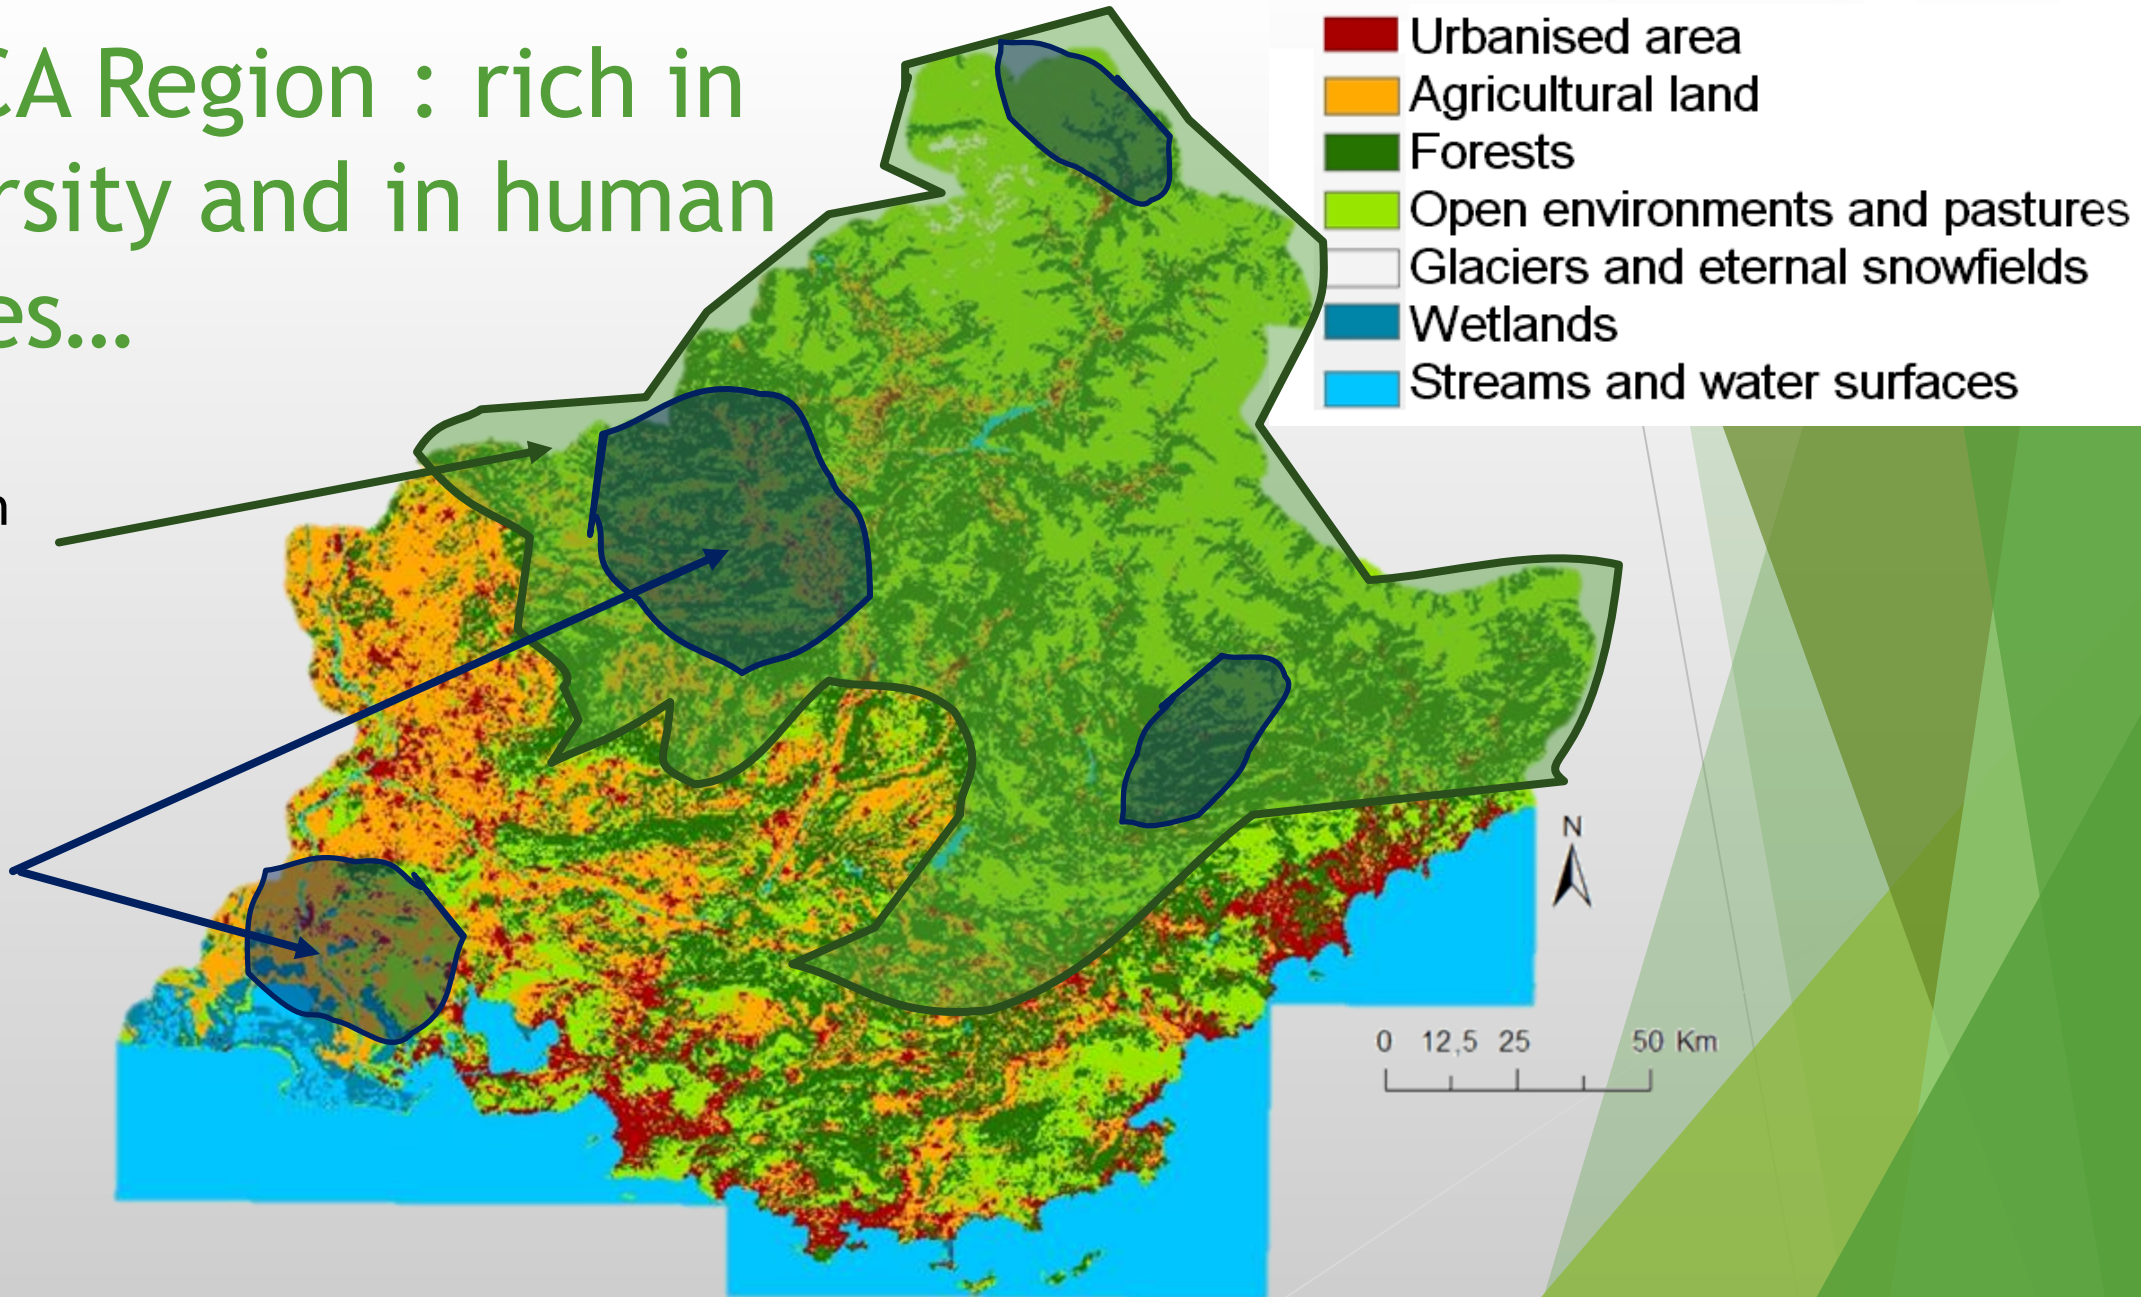 CA Region : rich in
rsity and in human
es...
n
Urbanised area
Agricultural land
Forests
Open environments and pastures
Glaciers and eternal snowfields
Wetlands
Streams and water surfaces
N
0 12,5 25 50 Km